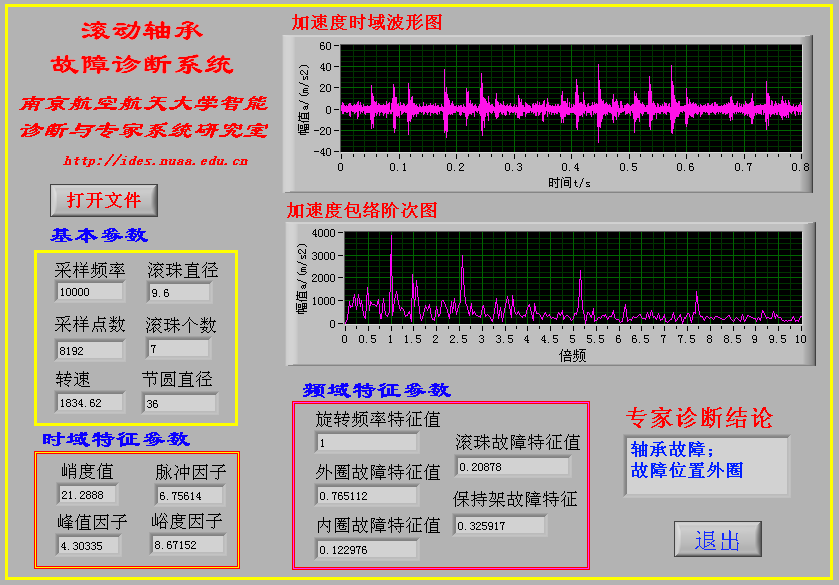 滚动轴承
故障诊断系统
南京航空航天大学智能
诊断与专家系统研究室
http://ides.nuaa.edu.cn
打开文件
基本参数
采样频率 滚珠直径
10000 9.6
采样点数 滚珠个数
8192 7
转速 节圆直径
1834.62 36
时域特征参数
峭度值 脉冲因子
21.2888 6.75614
峰值因子 峪度因子
4.30335 8.67152
加速度时域波形图
幅值a/(m/s2)
60
40
20
0
-20
-40
0 0.1 0.2 0.3 0.4 0.5 0.6 0.7 0.8
时间t/s
加速度包络阶次图
幅值a/(m/s2)
4000
3000
2000
1000
0
0 0.5 1 1.5 2 2.5 3 3.5 4 4.5 5 5.5 6 6.5 7 7.5 8 8.5 9 9.5 10
倍频
频域特征参数
旋转频率特征值
1
外圈故障特征值
0.765112
内圈故障特征值
0.122976
滚珠故障特征值
0.20878
保持架故障特征
0.325917
专家诊断结论
轴承故障；
故障位置外圈
退出